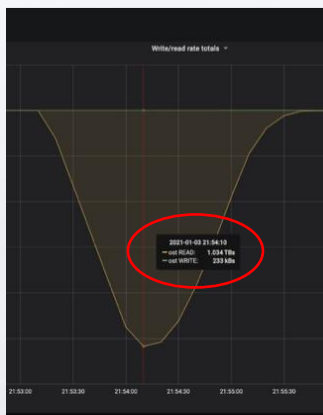 Write/read rate totals
2021-01-03 21:54:10
ost READ: 1.034 TBs
ost WRITE: 233 kBs
21:53:00 21:53:30 21:54:00 21:54:30 21:55:00 21:55:30